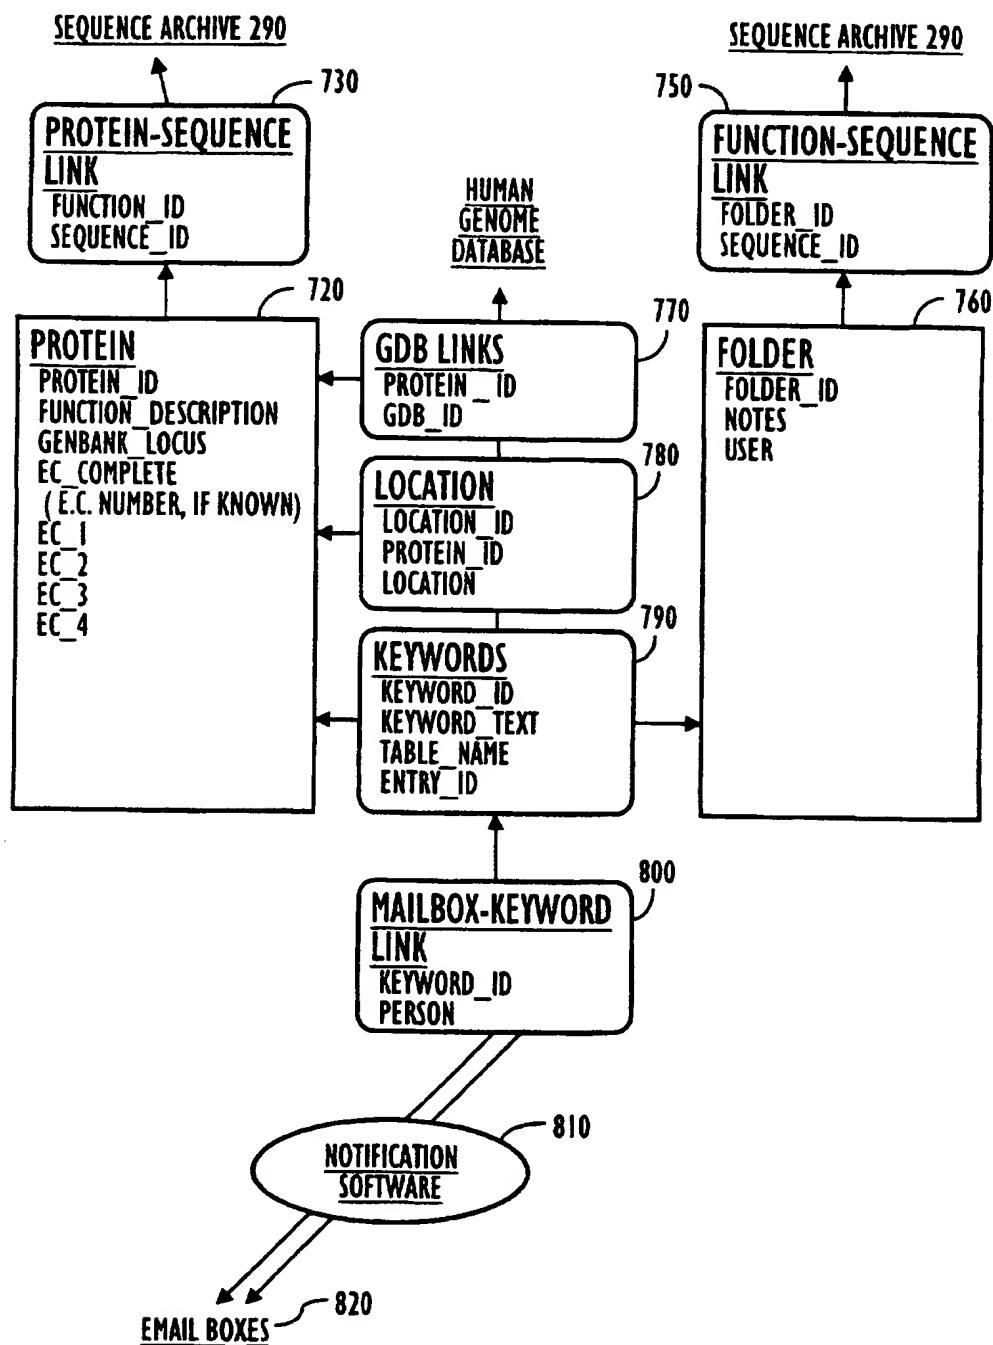 SEQUENCE ARCHIVE 290
730
PROTEIN-SEQUENCE
LINK
FUNCTION_ID
SEQUENCE_ID
SEQUENCE ARCHIVE 290
750
FUNCTION-SEQUENCE
LINK
FOLDER_ID
SEQUENCE_ID
HUMAN
GENOME
DATABASE
720
PROTEIN
PROTEIN_ID
FUNCTION_DESCRIPTION
GENBANK_LOCUS
EC_COMPLETE
( E.C. NUMBER, IF KNOWN)
EC_1
EC_2
EC_3
EC_4
770
GDB LINKS
PROTEIN_ID
GDB_ID
780
LOCATION
LOCATION_ID
PROTEIN_ID
LOCATION
790
KEYWORDS
KEYWORD_ID
KEYWORD_TEXT
TABLE_NAME
ENTRY_ID
760
FOLDER
FOLDER_ID
NOTES
USER
800
MAILBOX-KEYWORD
LINK
KEYWORD_ID
PERSON
810
NOTIFICATION
SOFTWARE
820
EMAIL BOXES